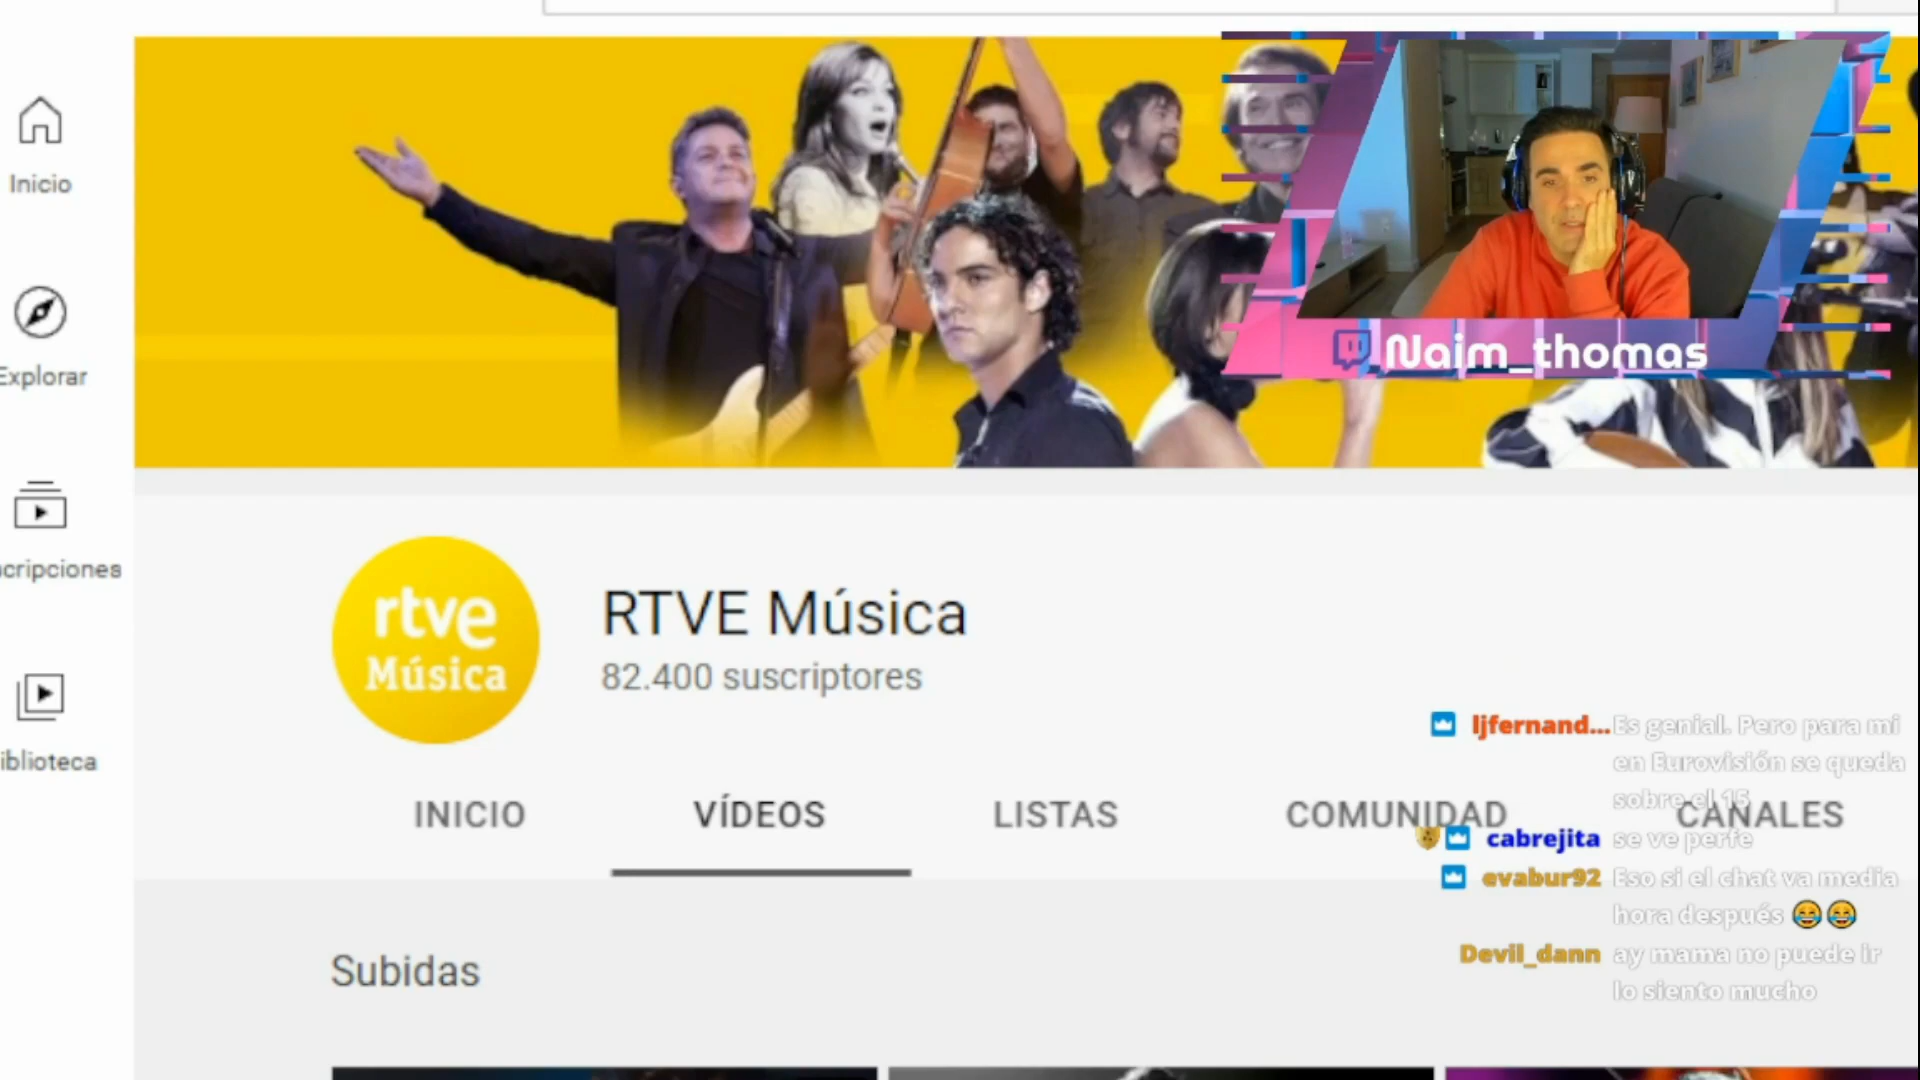 Inicio
Explorar
cripciones
iblioteca
Naim_thomas
rtve
Música
RTVE Música
82.400 suscriptores
INICIO VÍDEOS LISTAS COMUNIDAD CANALES
Subidas
ljfernand... Es genial. Pero para mi
en Eurovisión se queda
sobre el 15
cabrejita se ve perfe
evabur92 Eso si el chat va media
hora después 😂😂
Devil_dann ay mama no puede ir
lo siento mucho